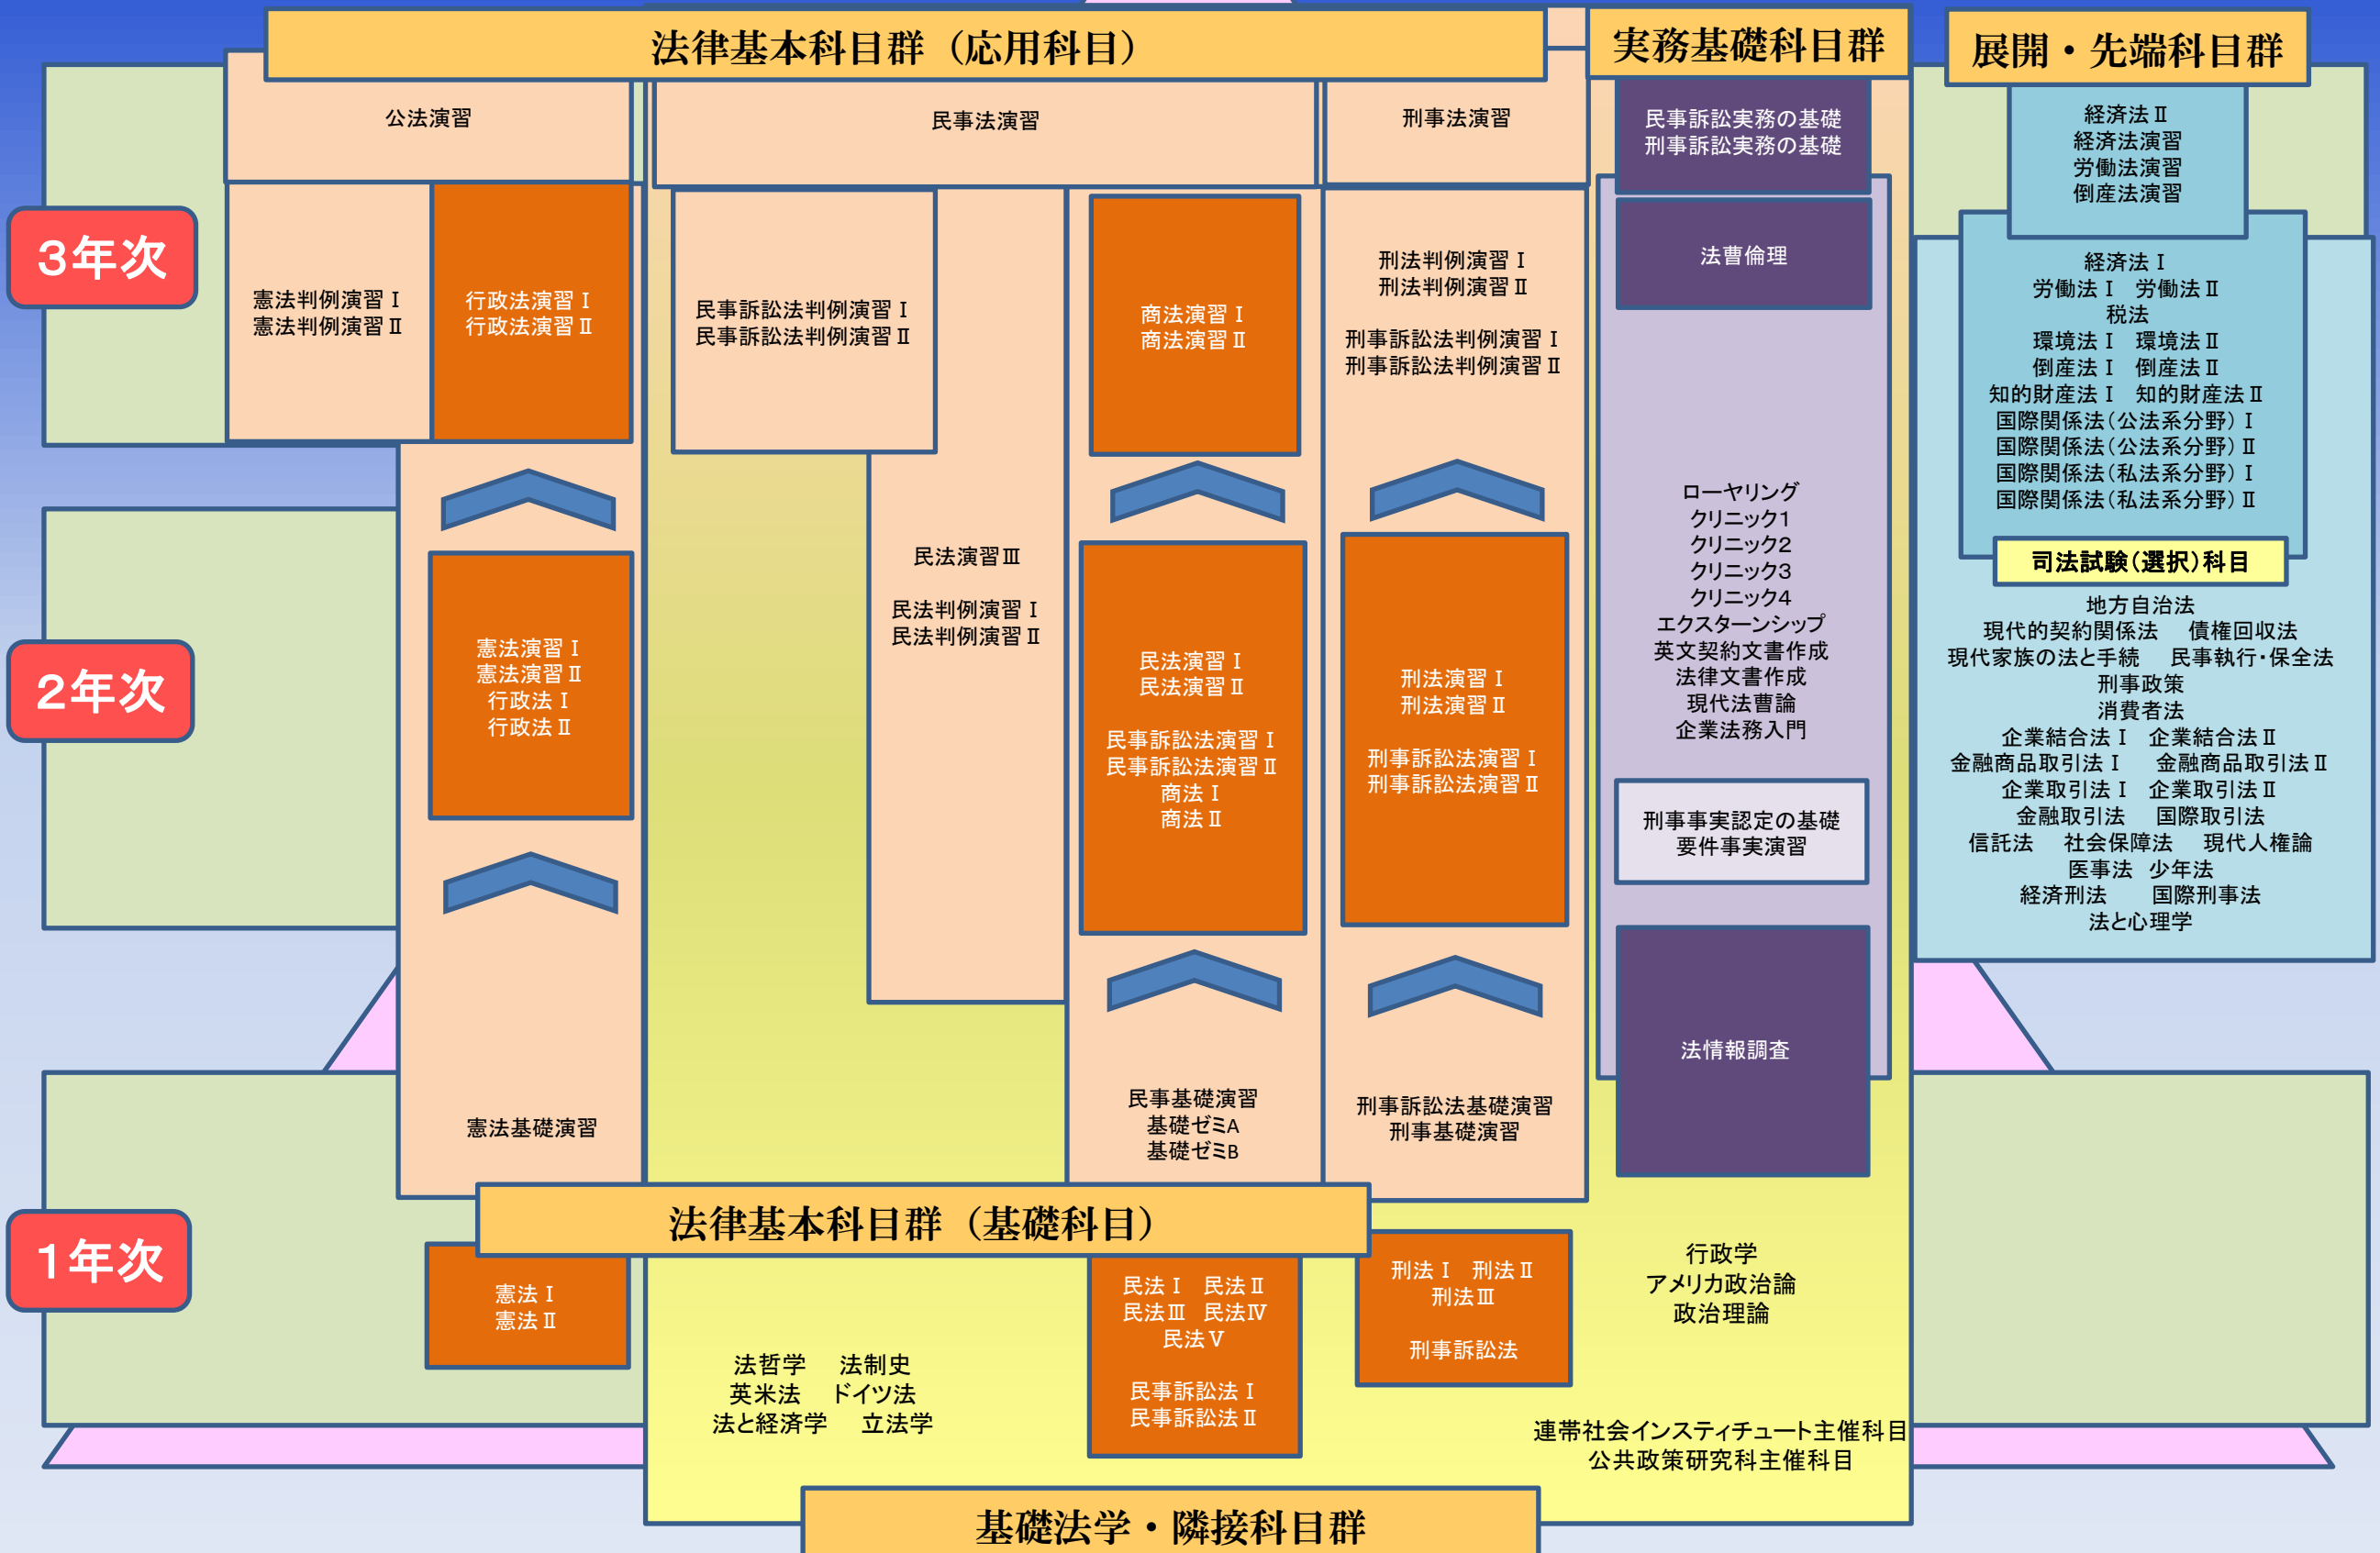 法律基本科目群（応用科目）
実務基礎科目群
展開・先端科目群
公法演習
民事法演習
刑事法演習
民事訴訟実務の基礎
刑事訴訟実務の基礎
経済法Ⅱ
経済法演習
労働法演習
倒産法演習
３年次
憲法判例演習Ⅰ
憲法判例演習Ⅱ
行政法演習Ⅰ
行政法演習Ⅱ
民事訴訟法判例演習Ⅰ
民事訴訟法判例演習Ⅱ
商法演習Ⅰ
商法演習Ⅱ
刑法判例演習Ⅰ
刑法判例演習Ⅱ
刑事訴訟法判例演習Ⅰ
刑事訴訟法判例演習Ⅱ
法曹倫理
経済法Ⅰ
労働法Ⅰ　労働法Ⅱ
税法
環境法Ⅰ　環境法Ⅱ
倒産法Ⅰ　倒産法Ⅱ
知的財産法Ⅰ　知的財産法Ⅱ
国際関係法（公法系分野）Ⅰ
国際関係法（公法系分野）Ⅱ
国際関係法（私法系分野）Ⅰ
国際関係法（私法系分野）Ⅱ
司法試験（選択）科目
２年次
憲法演習Ⅰ
憲法演習Ⅱ
行政法Ⅰ
行政法Ⅱ
民法演習Ⅲ
民法判例演習Ⅰ
民法判例演習Ⅱ
民法演習Ⅰ
民法演習Ⅱ
民事訴訟法演習Ⅰ
民事訴訟法演習Ⅱ
商法Ⅰ
商法Ⅱ
刑法演習Ⅰ
刑法演習Ⅱ
刑事訴訟法演習Ⅰ
刑事訴訟法演習Ⅱ
ローヤリング
クリニック1
クリニック2
クリニック3
クリニック4
エクスターンシップ
英文契約文書作成
法律文書作成
現代法曹論
企業法務入門
刑事事実認定の基礎
要件事実演習
地方自治法
現代的契約関係法　債権回収法
現代家族の法と手続　民事執行・保全法
刑事政策
消費者法
企業結合法Ⅰ　企業結合法Ⅱ
金融商品取引法Ⅰ　金融商品取引法Ⅱ
企業取引法Ⅰ　企業取引法Ⅱ
金融取引法　国際取引法
信託法　社会保障法　現代人権論
医事法　少年法
経済刑法　国際刑事法
法と心理学
法情報調査
憲法基礎演習
民事基礎演習
基礎ゼミA
基礎ゼミB
刑事訴訟法基礎演習
刑事基礎演習
法律基本科目群（基礎科目）
１年次
憲法Ⅰ
憲法Ⅱ
法哲学　法制史
英米法　ドイツ法
法と経済学　立法学
民法Ⅰ　民法Ⅱ
民法Ⅲ　民法Ⅳ
民法Ⅴ
民事訴訟法Ⅰ
民事訴訟法Ⅱ
刑法Ⅰ　刑法Ⅱ
刑法Ⅲ
刑事訴訟法
行政学
アメリカ政治論
政治理論
連帯社会インスティチュート主催科目
公共政策研究科主催科目
基礎法学・隣接科目群